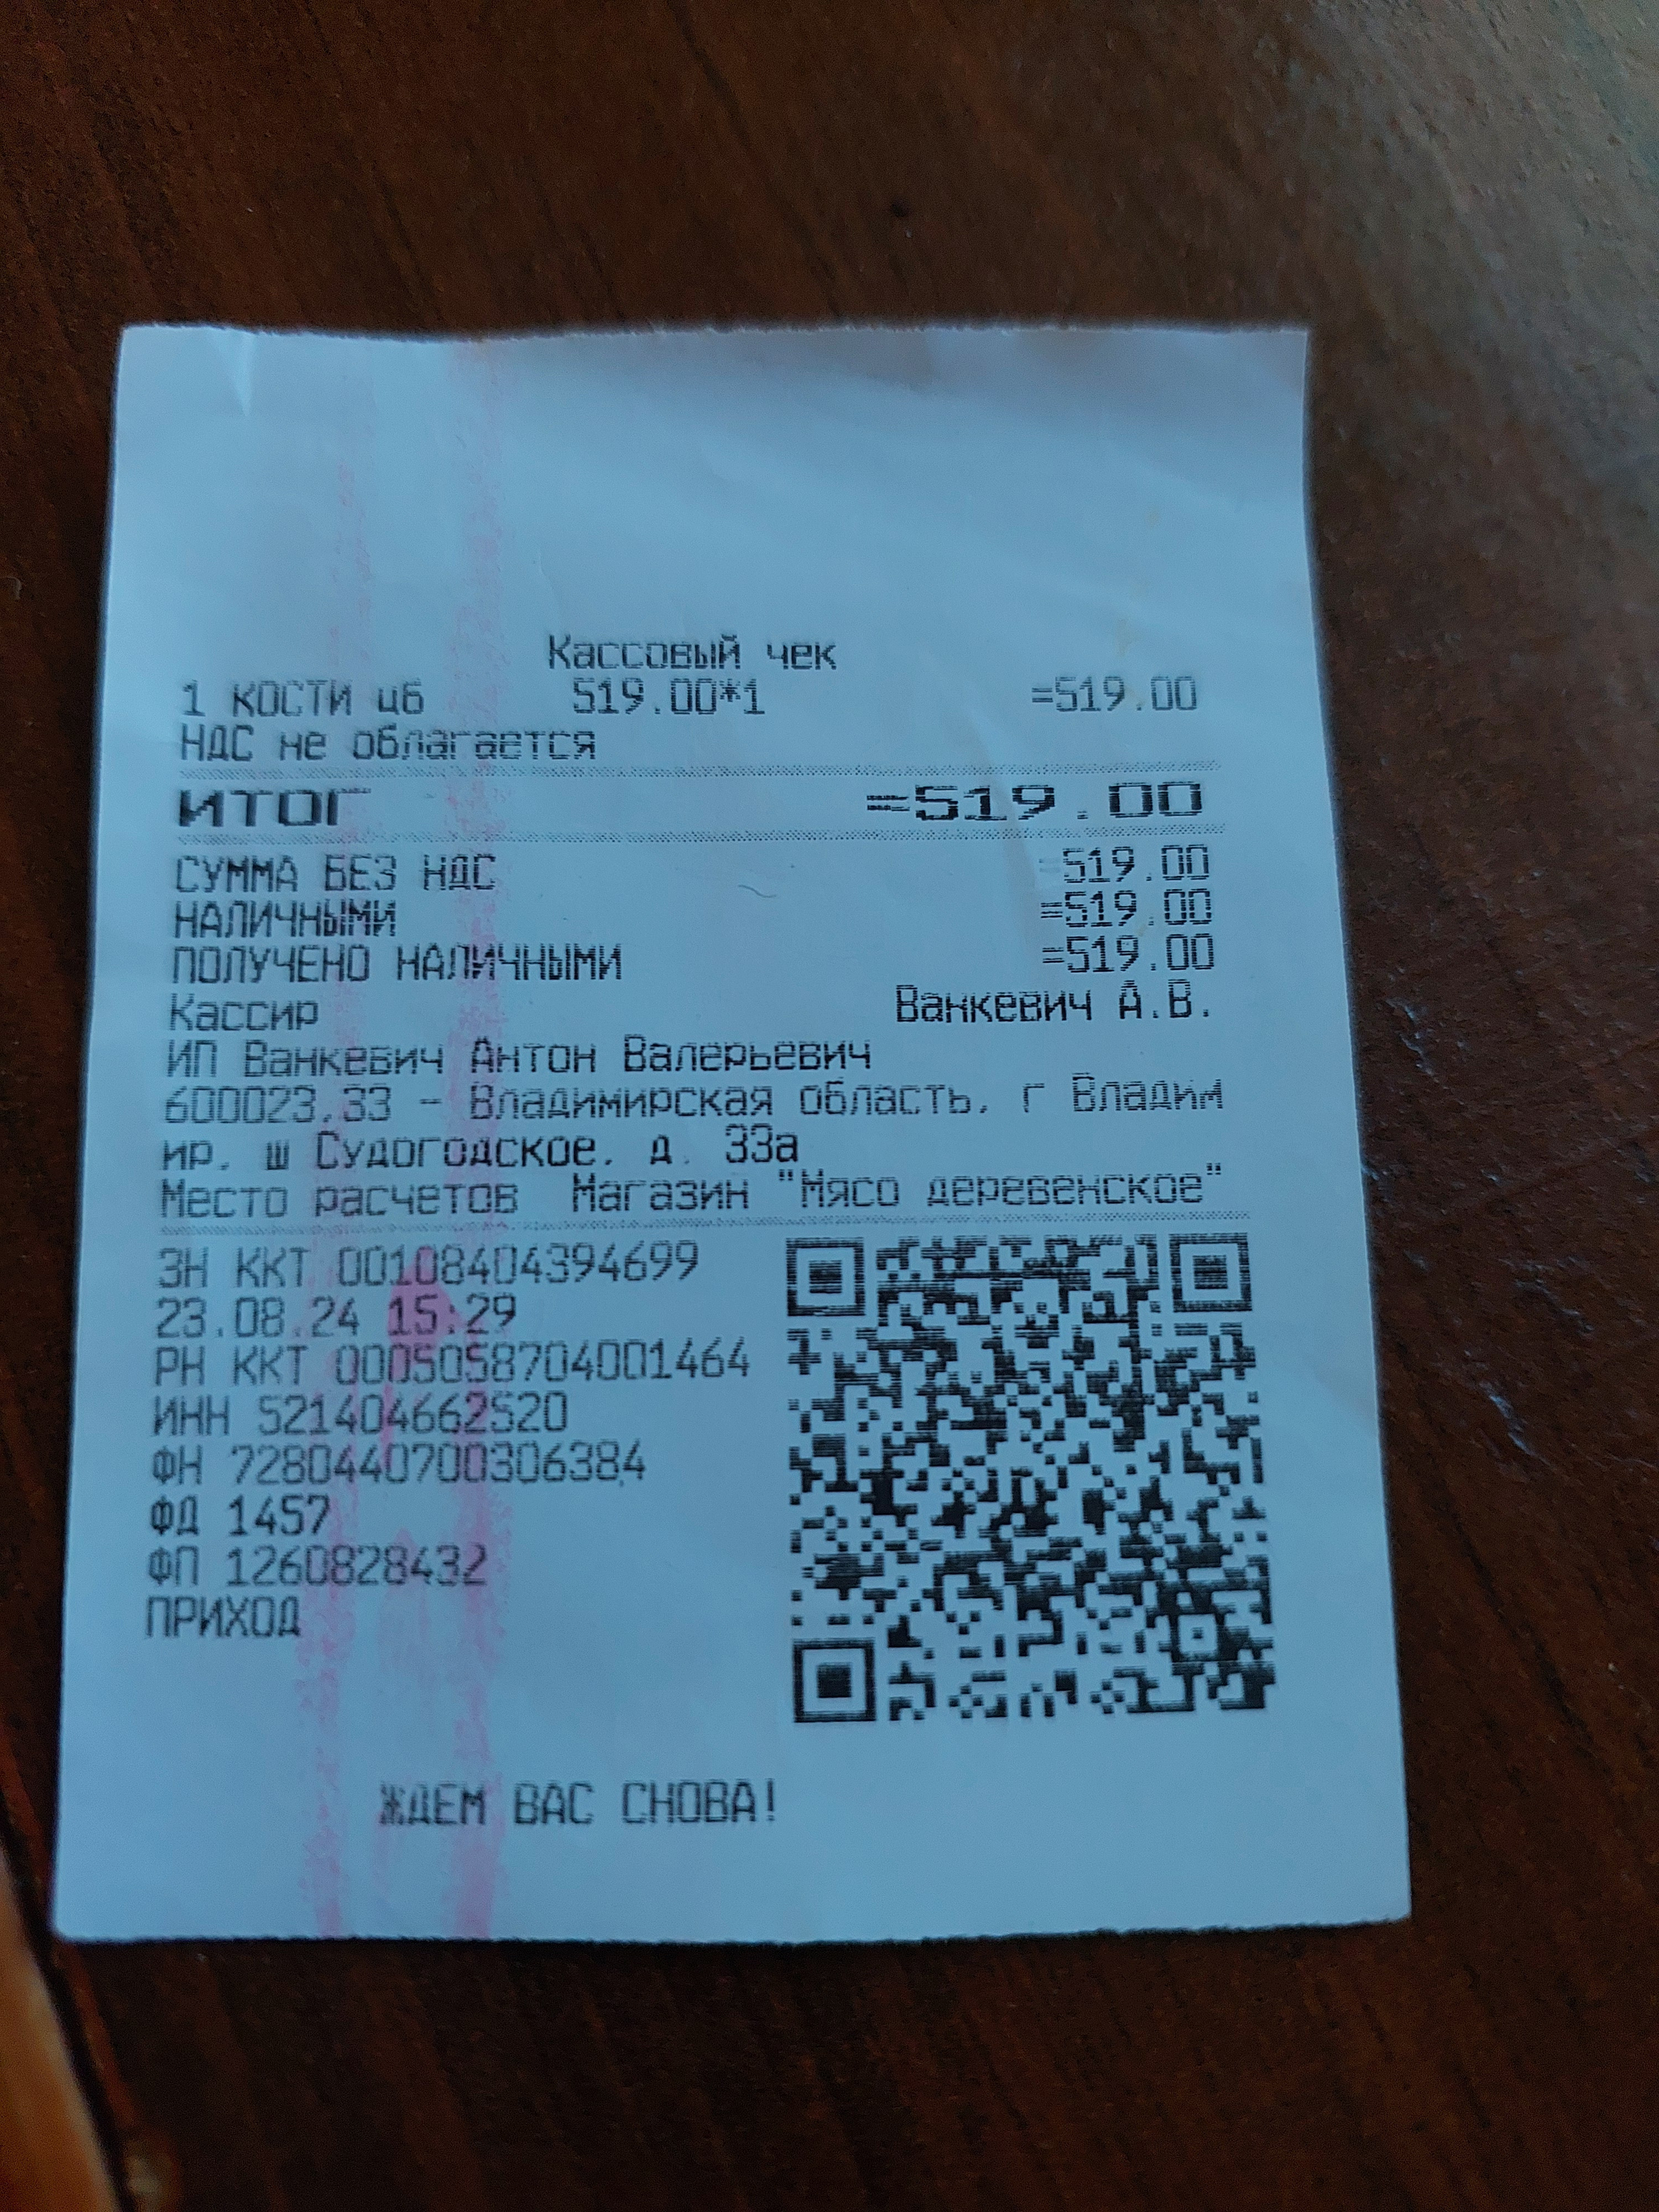 Кассовый чек
1 КОСТИ цб 519.00*1 =519.00
НДС не облагается
ИТОГ =519.00
СУММА БЕЗ НДС =519.00
НАЛИЧНЫМИ =519.00
ПОЛУЧЕНО НАЛИЧНЫМИ =519.00
Кассир Ванкевич А.В.
ИП Ванкевич Антон Валерьевич
600023,33 - Владимирская область, г Владим
ир, ш Судогодское, д. 33а
Место расчетов Магазин "Мясо деревенское"
ЗН ККТ 00108404394699
23.08.24 15:29
РН ККТ 0005058704001464
ИНН 521404662520
ФН 7280440700306384
ФД 1457
ФП 1260828432
ПРИХОД
ЖДЕМ ВАС СНОВА!